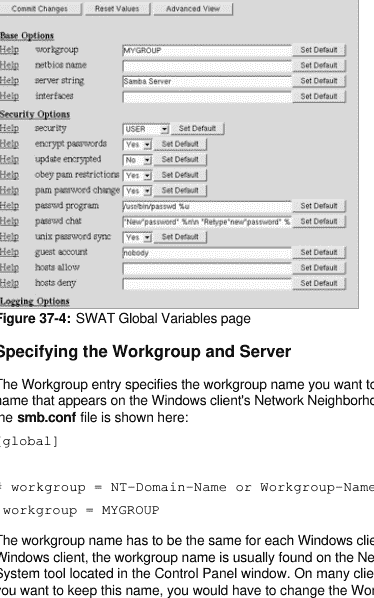 Commit Changes Reset Values Advanced View
Base Options
Help workgroup MYGROUP Set Default
Help netbios name Set Default
Help server string Samba Server Set Default
Help interfaces Set Default
Security Options
Help security USER Set Default
Help encrypt passwords Yes Set Default
Help update encrypted No Set Default
Help obey pam restrictions Yes Set Default
Help pam password change Yes Set Default
Help passwd program /usr/bin/passwd %u Set Default
Help passwd chat "New*password* %n\n *Retype*new*password* % Set Default
Help unix password sync Yes Set Default
Help guest account nobody Set Default
Help hosts allow Set Default
Help hosts deny Set Default
Logging Options
Figure 37-4: SWAT Global Variables page
Specifying the Workgroup and Server
The Workgroup entry specifies the workgroup name you want to
name that appears on the Windows client's Network Neighborho
the smb.conf file is shown here:
[global]
# workgroup = NT-Domain-Name or Workgroup-Name
workgroup = MYGROUP
The workgroup name has to be the same for each Windows clie
Windows client, the workgroup name is usually found on the Ne
System tool located in the Control Panel window. On many clie
you want to keep this name, you would have to change the Wor